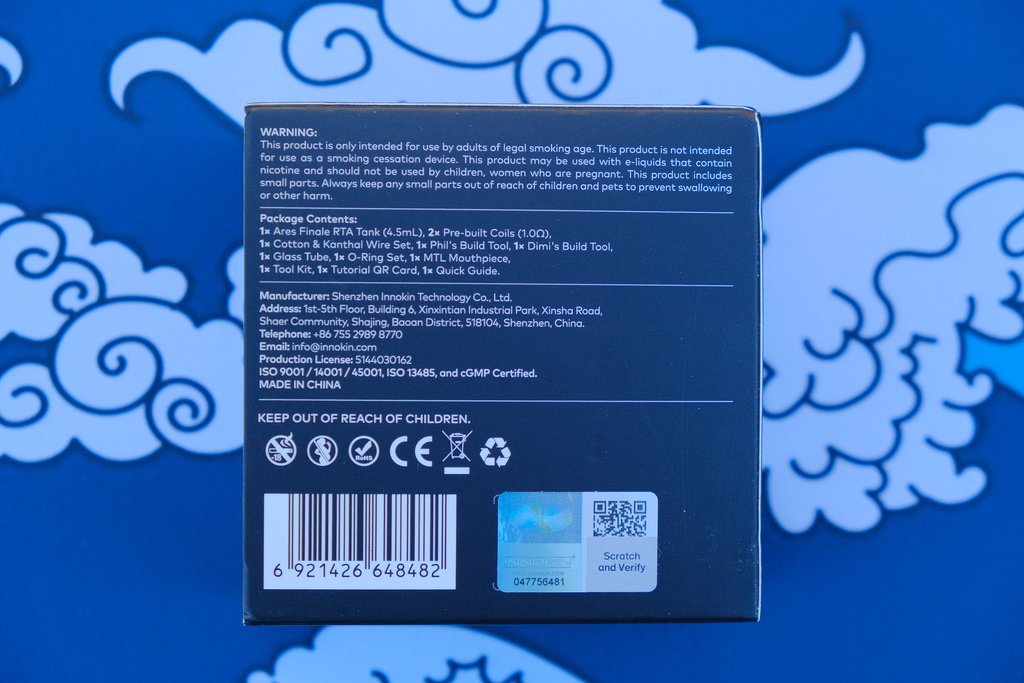 WARNING:
This product is only intended for use by adults of legal smoking age. This product is not intended
for use as a smoking cessation device. This product may be used with e-liquids that contain
nicotine and should not be used by children, women who are pregnant. This product includes
small parts. Always keep any small parts out of reach of children and pets to prevent swallowing
or other harm.
Package Contents:
1× Ares Finale RTA Tank (4.5mL), 2× Pre-built Coils (1.0Ω),
1× Cotton & Kanthal Wire Set, 1× Phil's Build Tool, 1× Dimi's Build Tool,
1× Glass Tube, 1× O-Ring Set, 1× MTL Mouthpiece,
1× Tool Kit, 1× Tutorial QR Card, 1× Quick Guide.
Manufacturer: Shenzhen Innokin Technology Co., Ltd.
Address: 1st-5th Floor, Building 6, Xinxintian Industrial Park, Xinsha Road,
Shaer Community, Shajing, Baoan District, 518104, Shenzhen, China.
Telephone: +86 755 2989 8770
Email: info@innokin.com
Production License: 5144030162
ISO 9001 / 14001 / 45001, ISO 13485, and cGMP Certified.
MADE IN CHINA
KEEP OUT OF REACH OF CHILDREN.
-18
RoHS
CE
6 921426 648482
INNOKIN
047756481
Scratch
and Verify